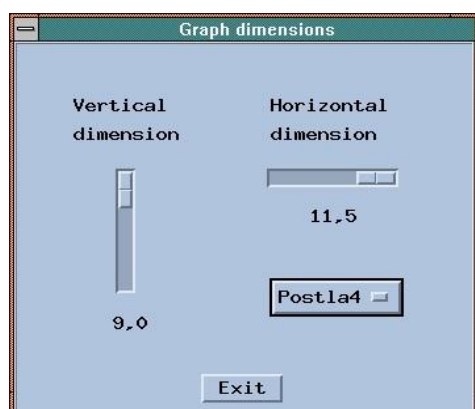 Graph dimensions
Vertical
dimension
Horizontal
dimension
11,5
Postla4
9,0
Exit